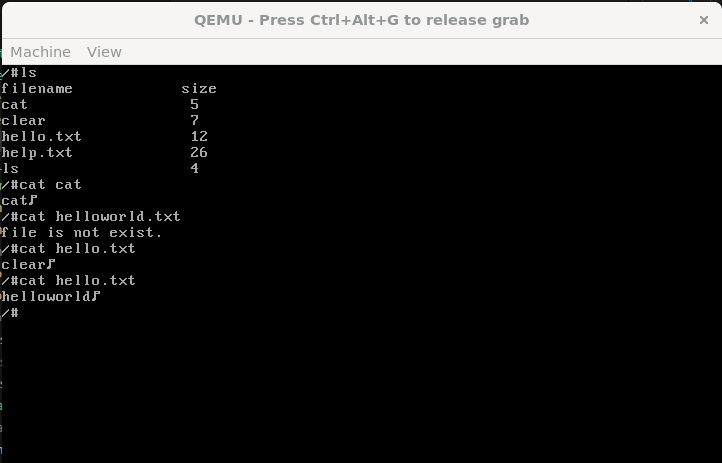 QEMU - Press Ctrl+Alt+G to release grab
Machine View
/#ls
filename size
cat 5
clear 7
hello.txt 12
help.txt 26
ls 4
/#cat cat
cat♪
/#cat helloworld.txt
file is not exist.
/#cat hello.txt
clear♪
/#cat hello.txt
helloworld♪
/#